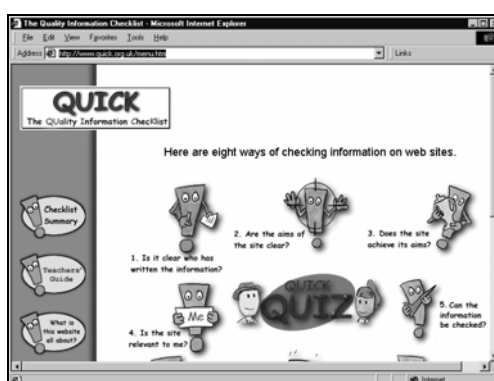 The Quality Information Checklist - Microsoft Internet Explorer
File Edit View Favorites Tools Help
Address http://www.quick.org.uk/menu.htm Links
QUICK
The QUality Information ChecKlist
Here are eight ways of checking information on web sites.
Checklist
Summary
1. Is it clear who has
written the information?
2. Are the aims of
the site clear?
3. Does the site
achieve its aims?
Teachers'
Guide
Me
4. Is the site
relevant to me?
QUICK
QUIZ
5. Can the
information
be checked?
What is
this website
all about?
Internet